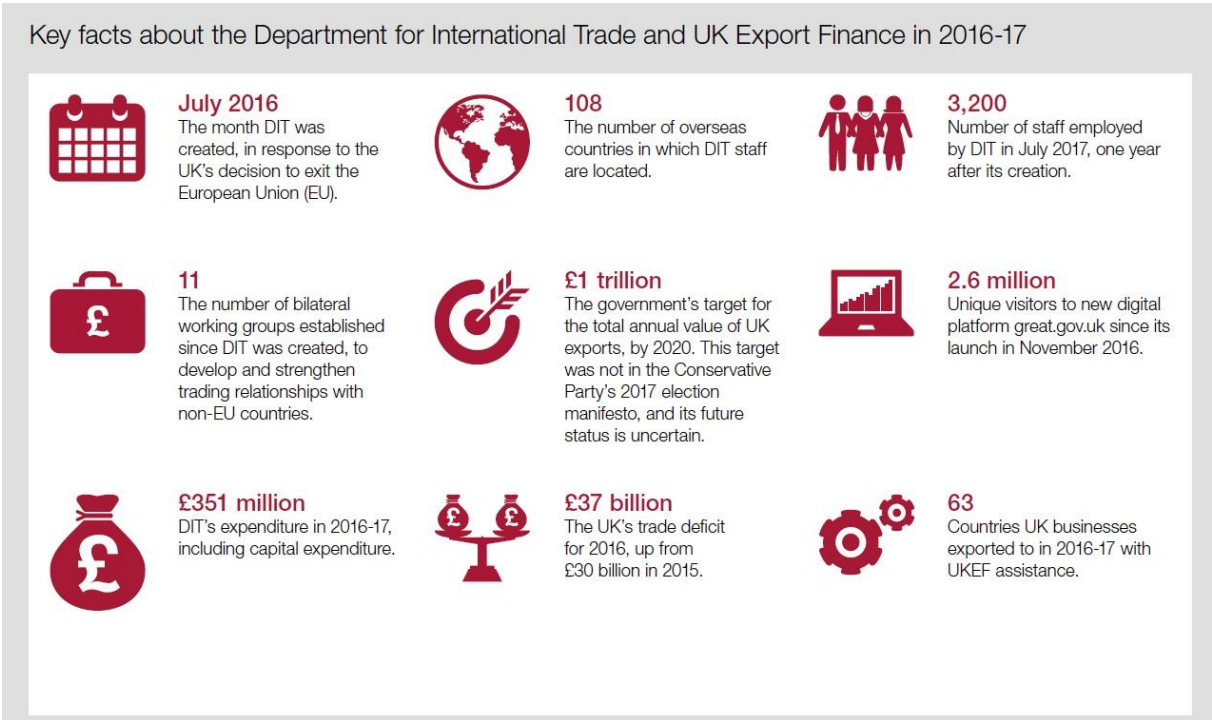 Key facts about the Department for International Trade and UK Export Finance in 2016-17
July 2016
The month DIT was
created, in response to the
UK's decision to exit the
European Union (EU).
108
The number of overseas
countries in which DIT staff
are located.
3,200
Number of staff employed
by DIT in July 2017, one year
after its creation.
£
11
The number of bilateral
working groups established
since DIT was created, to
develop and strengthen
trading relationships with
non-EU countries.
£1 trillion
The government's target for
the total annual value of UK
exports, by 2020. This target
was not in the Conservative
Party's 2017 election
manifesto, and its future
status is uncertain.
2.6 million
Unique visitors to new digital
platform great.gov.uk since its
launch in November 2016.
£
£351 million
DIT's expenditure in 2016-17,
including capital expenditure.
£ £
£37 billion
The UK's trade deficit
for 2016, up from
£30 billion in 2015.
63
Countries UK businesses
exported to in 2016-17 with
UKEF assistance.